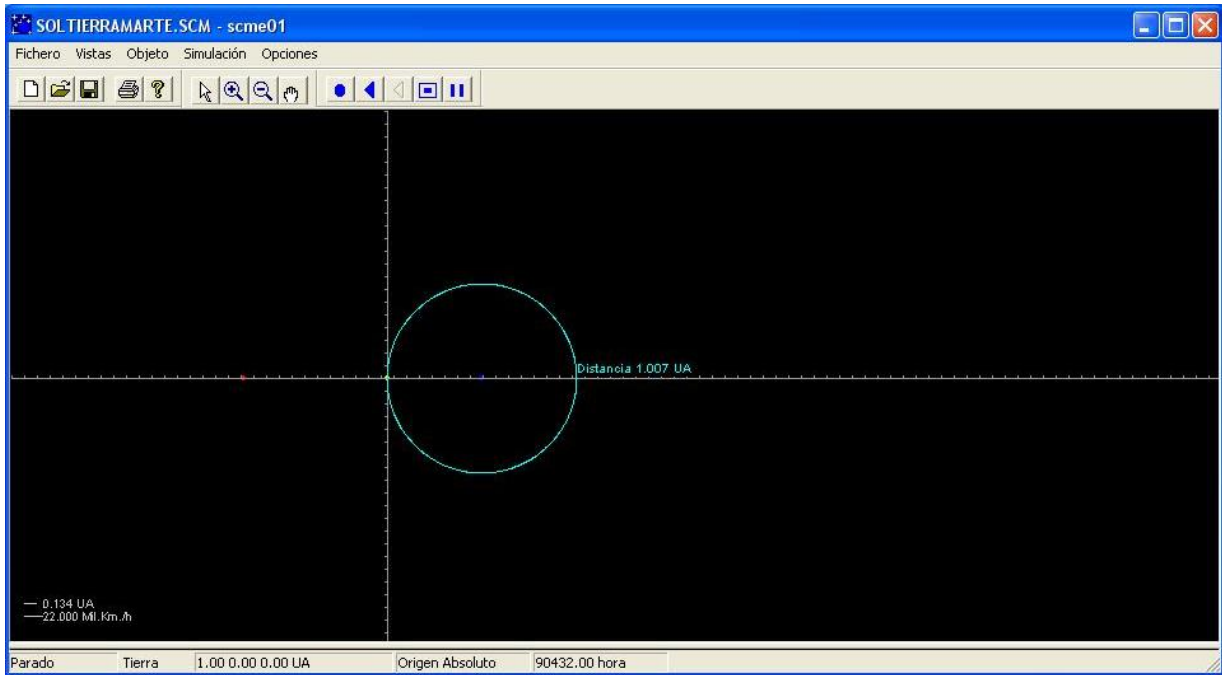 SOLTIERRAMARTE.SCM - scme01
Fichero Vistas Objeto Simulación Opciones
Distancia 1.007 UA
0.134 UA
22.000 Mil.Km./h
Parado Tierra 1.00 0.00 0.00 UA Origen Absoluto 90432.00 hora